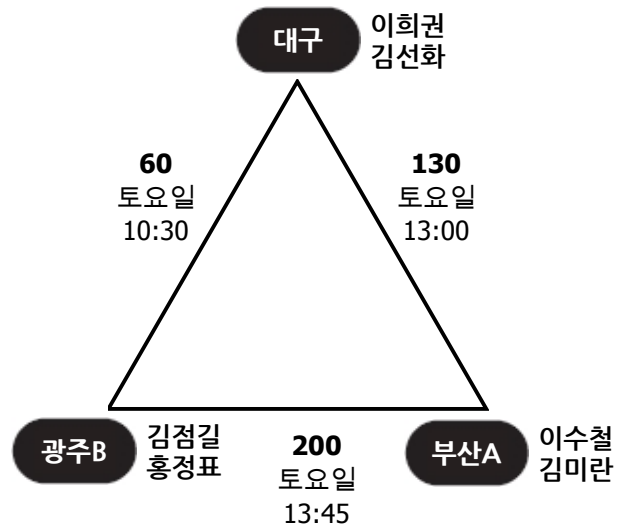 대구
이희권
김선화
60
토요일
10:30
130
토요일
13:00
광주B
김점길
홍정표
200
토요일
13:45
부산A
이수철
김미란